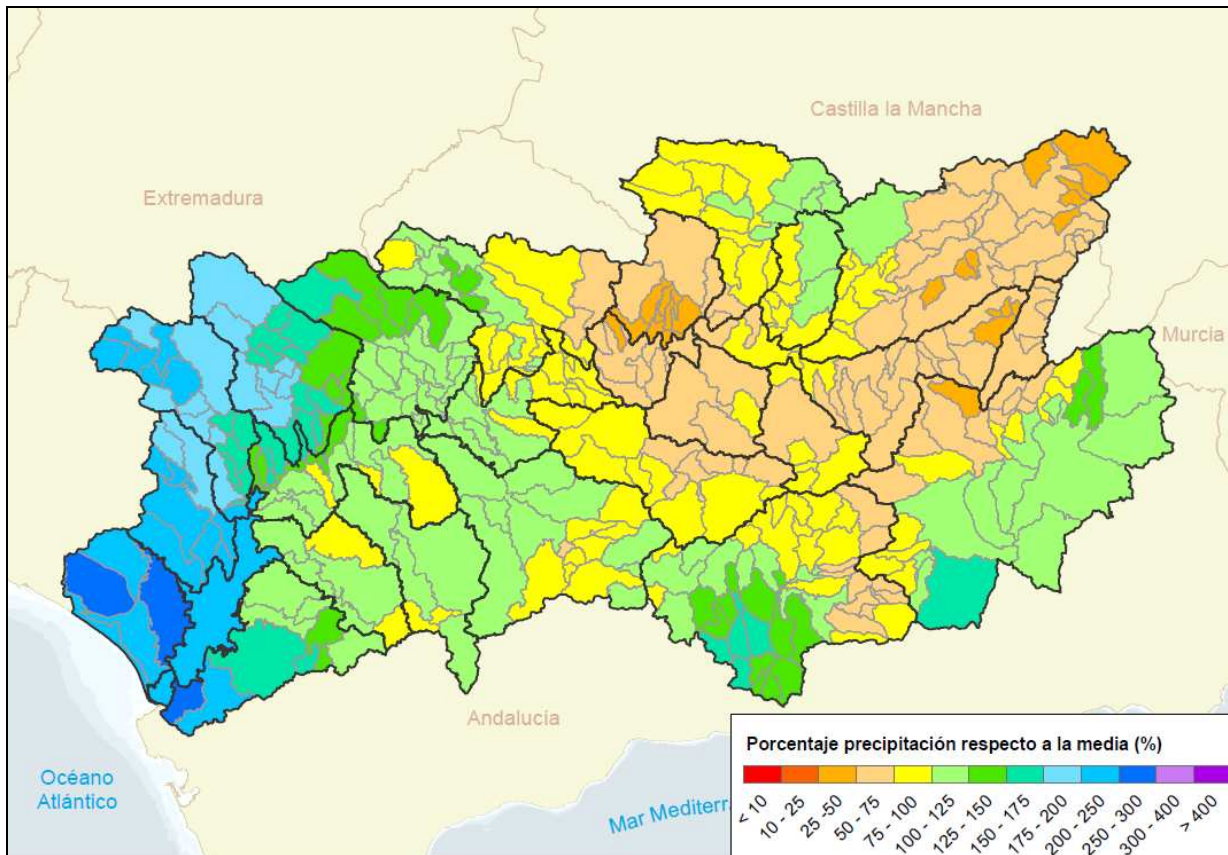 Castilla la Mancha
Extremadura
Murcia
Andalucía
Océano
Atlántico
Mar Mediterr
Porcentaje precipitación respecto a la media (%)
< 10
10 - 25
25 -50
50 - 75
75 - 100
100 - 125
125 - 150
150 - 175
175 - 200
200 - 250
250 - 300
300 - 400
> 400